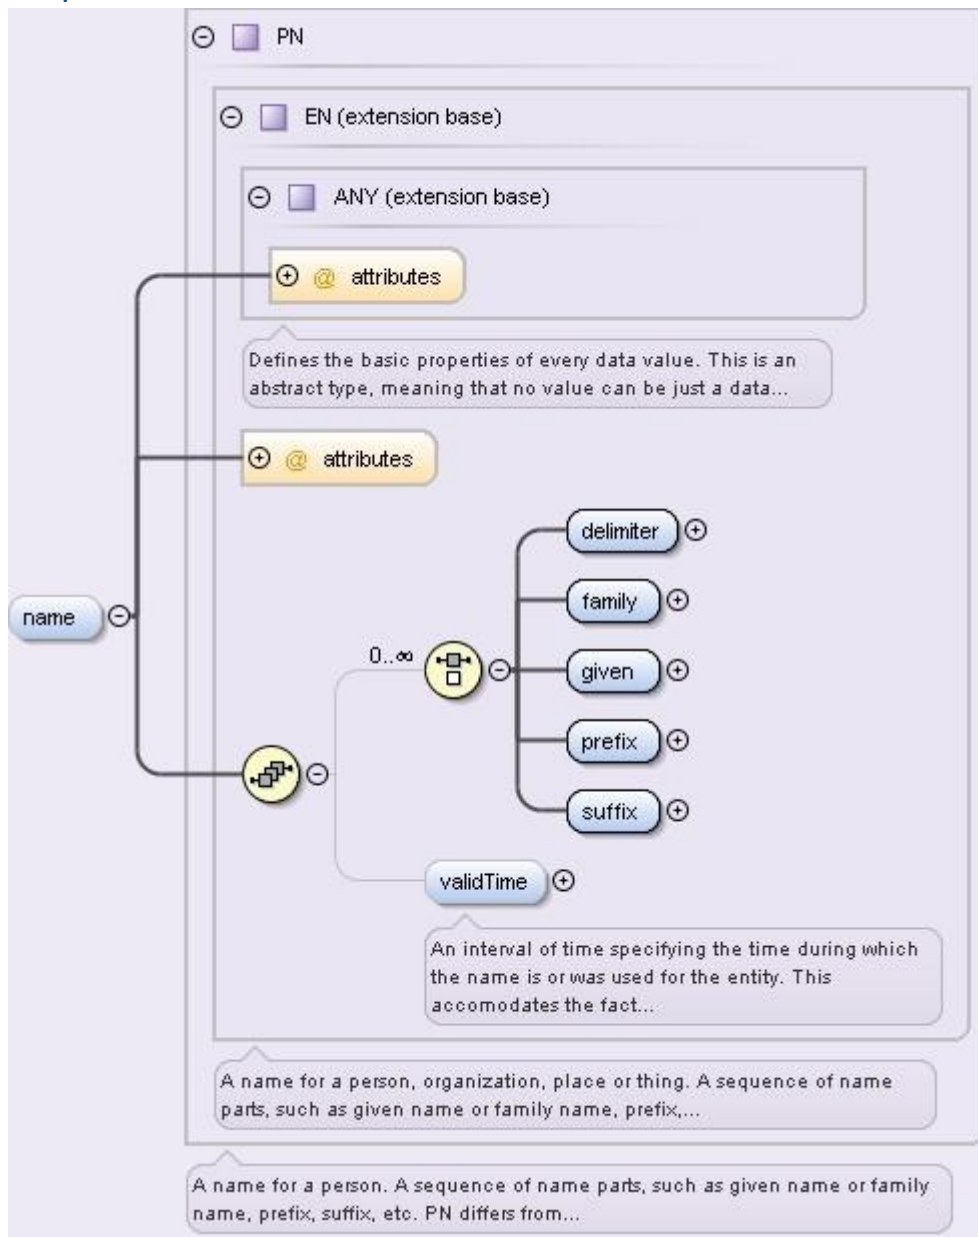 PN
EN (extension base)
ANY (extension base)
@ attributes
Defines the basic properties of every data value. This is an
abstract type, meaning that no value can be just a data...
@ attributes
delimiter
family
name
0..∞
given
prefix
suffix
validTime
An interval of time specifying the time during which
the name is or was used for the entity. This
accomodates the fact...
A name for a person, organization, place or thing. A sequence of name
parts, such as given name or family name, prefix,...
A name for a person. A sequence of name parts, such as given name or family
name, prefix, suffix, etc. PN differs from...